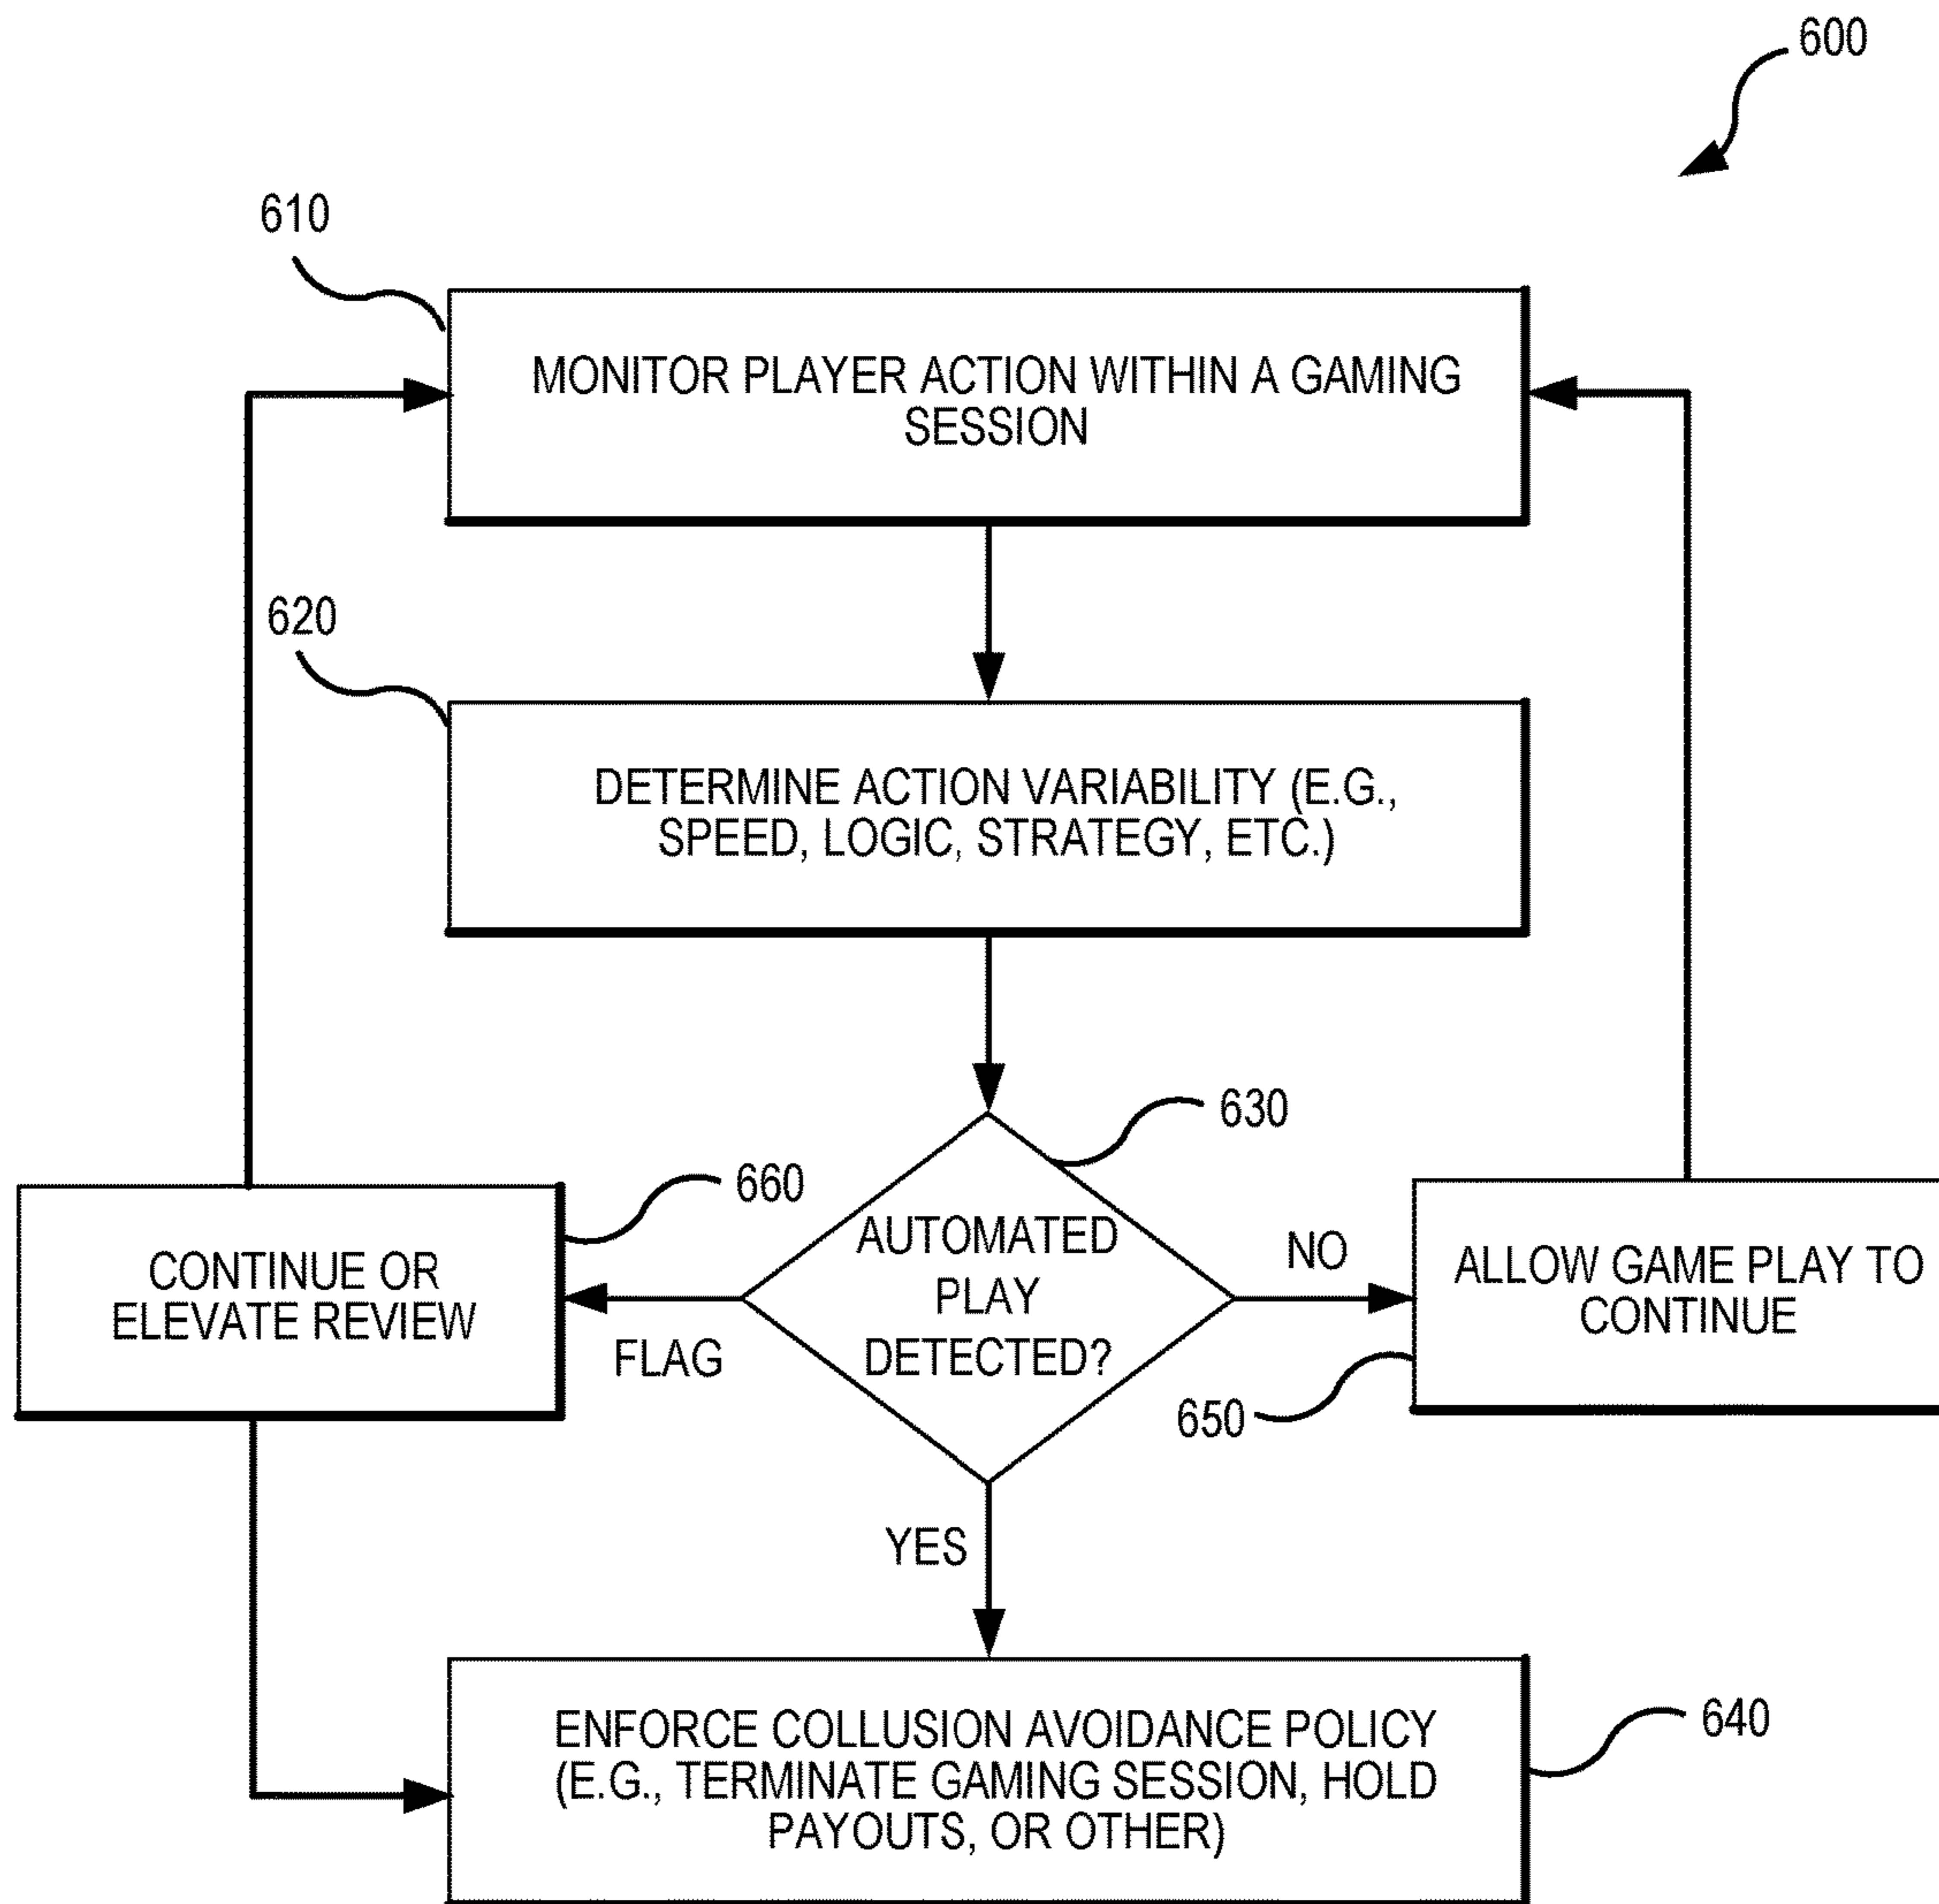 600
610
MONITOR PLAYER ACTION WITHIN A GAMING
SESSION
620
DETERMINE ACTION VARIABILITY (E.G.,
SPEED, LOGIC, STRATEGY, ETC.)
630
AUTOMATED
PLAY
DETECTED?
660
CONTINUE OR
ELEVATE REVIEW
FLAG
NO
ALLOW GAME PLAY TO
CONTINUE
650
YES
ENFORCE COLLUSION AVOIDANCE POLICY
(E.G., TERMINATE GAMING SESSION, HOLD
PAYOUTS, OR OTHER)
640